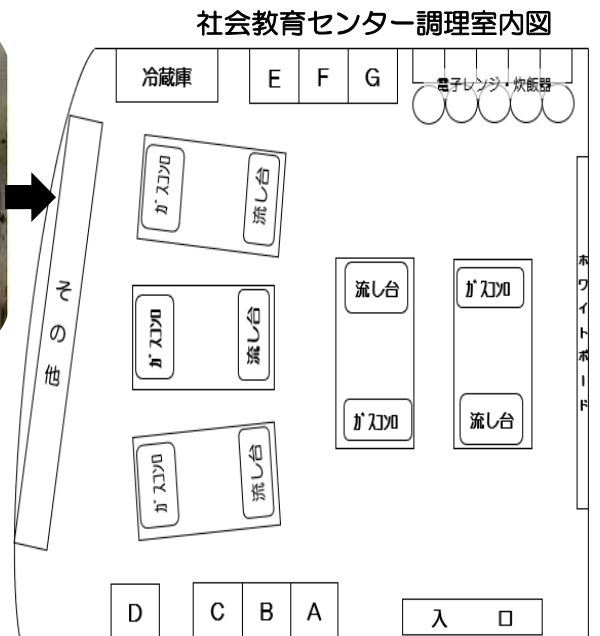 社会教育センター調理室内図
冷蔵庫
E F G
電子レンジ・炊飯器
ガスコンロ
流し台
その他
ガスコンロ
流し台
ガスコンロ
流し台
流し台
ガスコンロ
ガスコンロ
流し台
ホワイトボード
D
C B A
入口